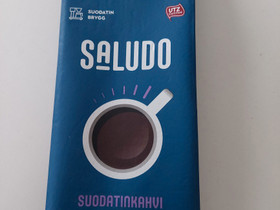 SUODATIN
BRYGG
UTZ
SALUDO
SUODATINKAHVI